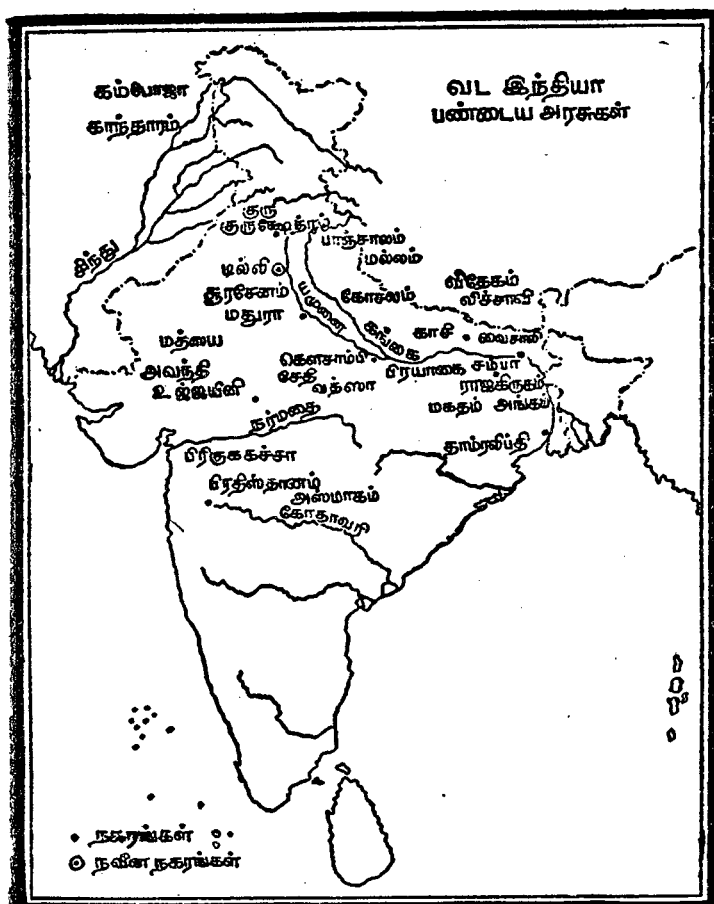 வட இந்தியா
பண்டைய அரசுகள்
கம்போஜா
காந்தாரம்
சிந்து
குரு
குருக்ஷேத்ரம்
பாஞ்சாலம்
மல்லம்
டில்லி
சூரசேனம்
மதுரா
யமுனை
கங்கை
கோசலம்
விதேகம்
லிச்சாவி
காசி
வைசாலி
மத்ஸய
அவந்தி
உஜ்ஜயினி
கௌசாம்பி
சேதி
வத்ஸா
பிரயாகை
சம்பா
ராஜக்ருகம்
மகதம் அங்கம்
நர்மதை
தாம்ரலிப்தி
பிரிகுககச்சா
பிரதிஸ்தானம்
அஸ்மாகம்
கோதாவரி
நகரங்கள்
நவீன நகரங்கள்